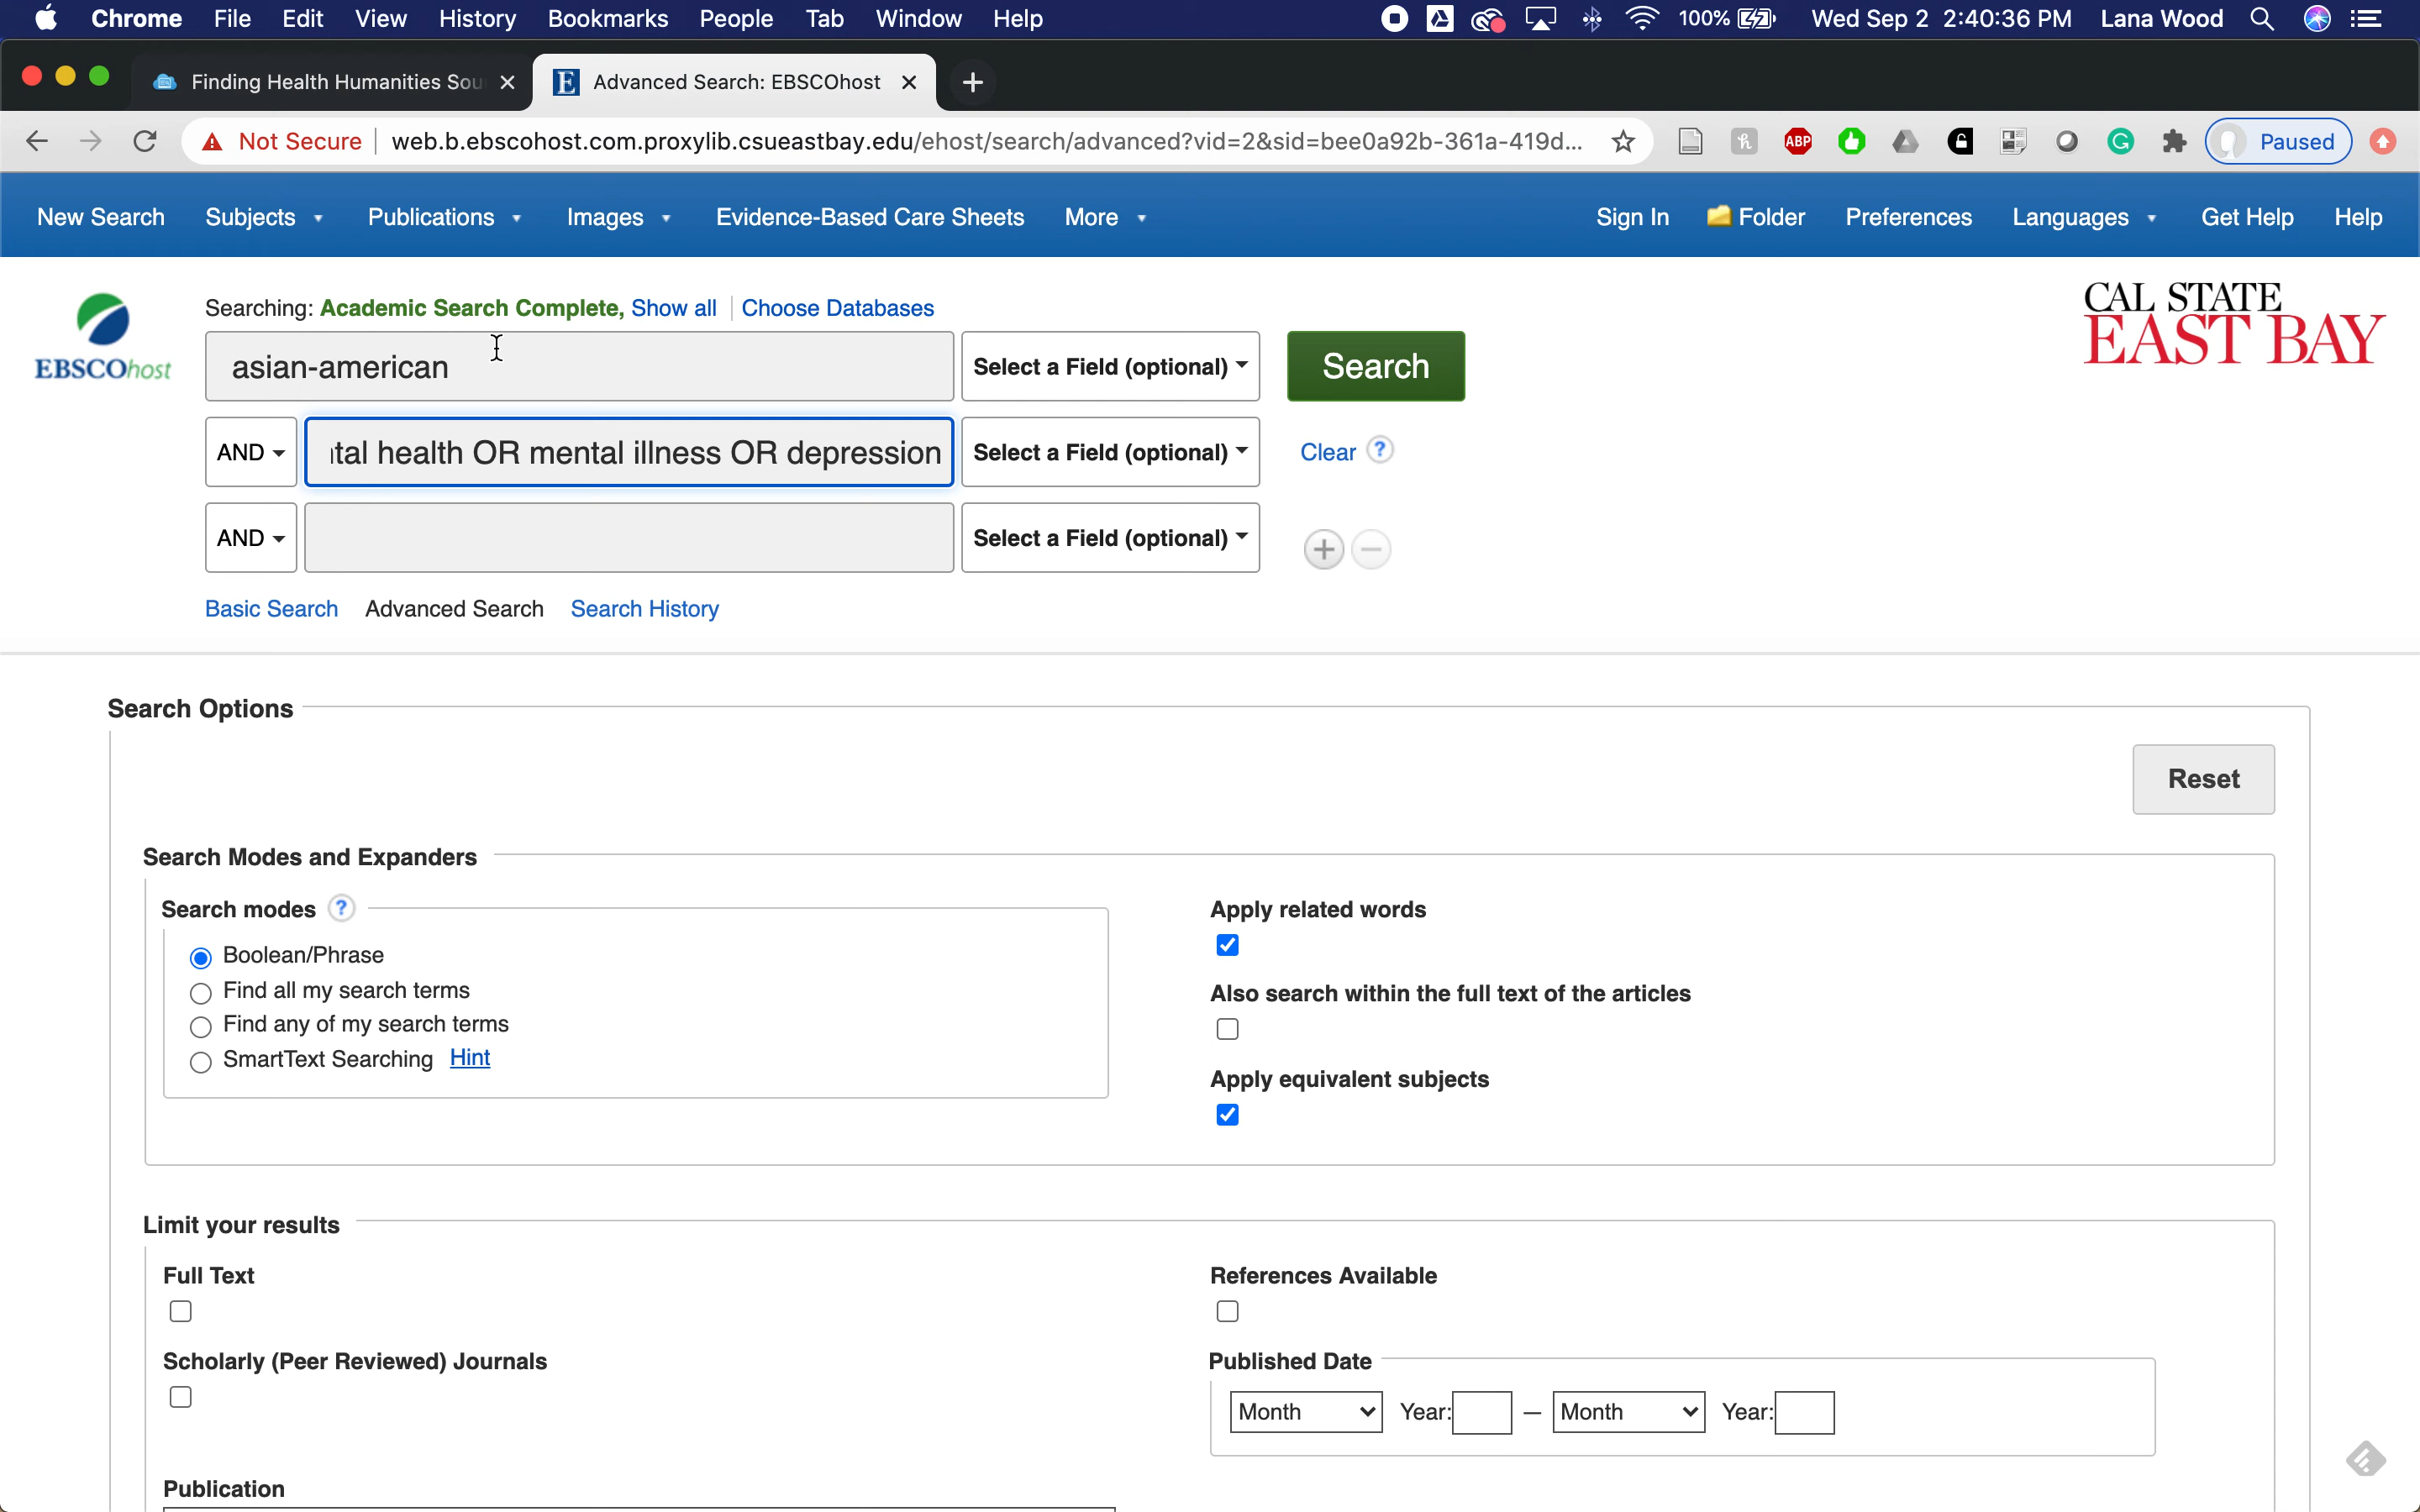 Chrome File Edit View History Bookmarks People Tab Window Help 100% Wed Sep 2 2:40:36 PM Lana Wood
Finding Health Humanities Sou
Advanced Search: EBSCOhost
Not Secure web.b.ebscohost.com.proxylib.csueastbay.edu/ehost/search/advanced?vid=2&sid=bee0a92b-361a-419d... ABP Paused
New Search Subjects Publications Images Evidence-Based Care Sheets More Sign In Folder Preferences Languages Get Help Help
EBSCOhost
Searching: Academic Search Complete, Show all Choose Databases
CAL STATE
EAST BAY
asian-american Select a Field (optional) Search
AND tal health OR mental illness OR depression Select a Field (optional) Clear ?
AND Select a Field (optional)
Basic Search Advanced Search Search History
Search Options
Reset
Search Modes and Expanders
Search modes ?
Boolean/Phrase
Find all my search terms
Find any of my search terms
SmartText Searching Hint
Apply related words
Also search within the full text of the articles
Apply equivalent subjects
Limit your results
Full Text
References Available
Scholarly (Peer Reviewed) Journals
Published Date
Month Year: – Month Year:
Publication